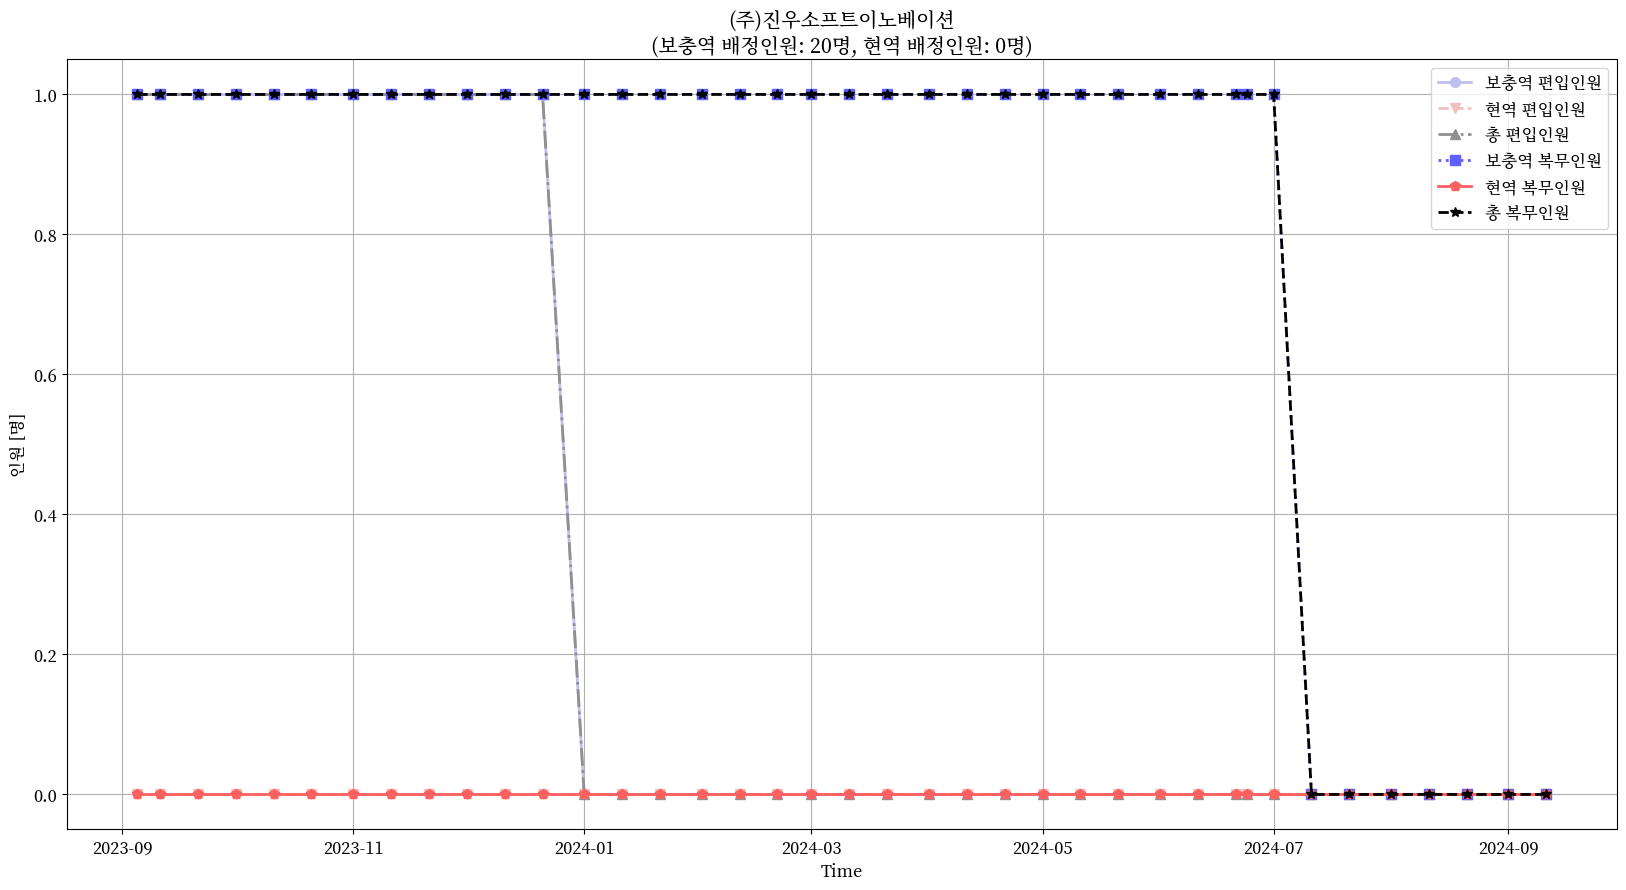 (주)진우소프트이노베이션
(보충역 배정인원: 20명, 현역 배정인원: 0명)
보충역 편입인원
현역 편입인원
총 편입인원
보충역 복무인원
현역 복무인원
총 복무인원
인원 [명]
1.0
0.8
0.6
0.4
0.2
0.0
2023-09
2023-11
2024-01
2024-03
2024-05
2024-07
2024-09
Time